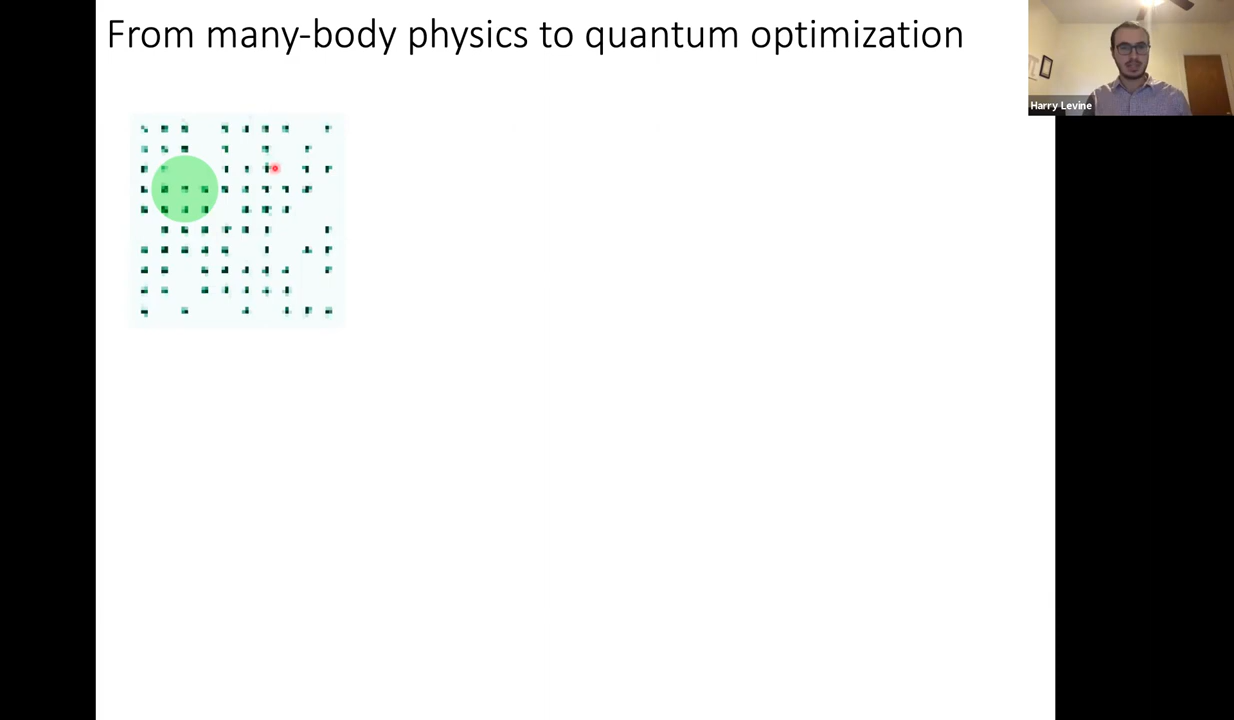 From many-body physics to quantum optimization
Harry Levine